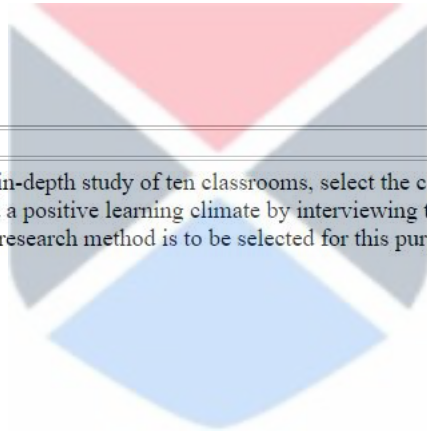 in-depth study of ten classrooms, select the
a positive learning climate by interviewing
research method is to be selected for this